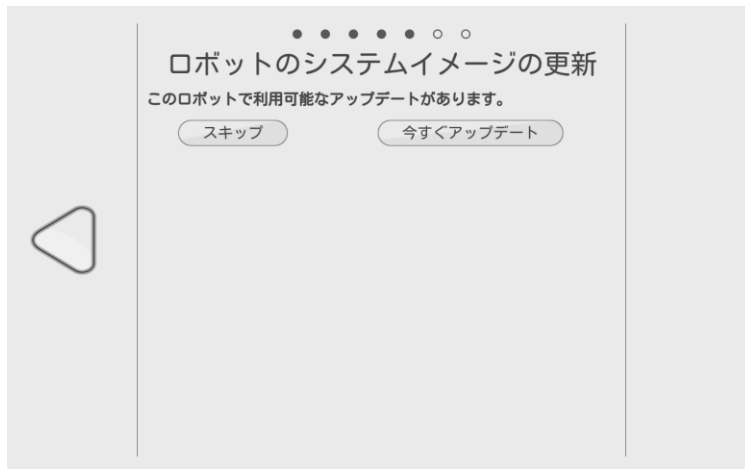 ロボットのシステムイメージの更新
このロボットで利用可能なアップデートがあります。
スキップ
今すぐアップデート